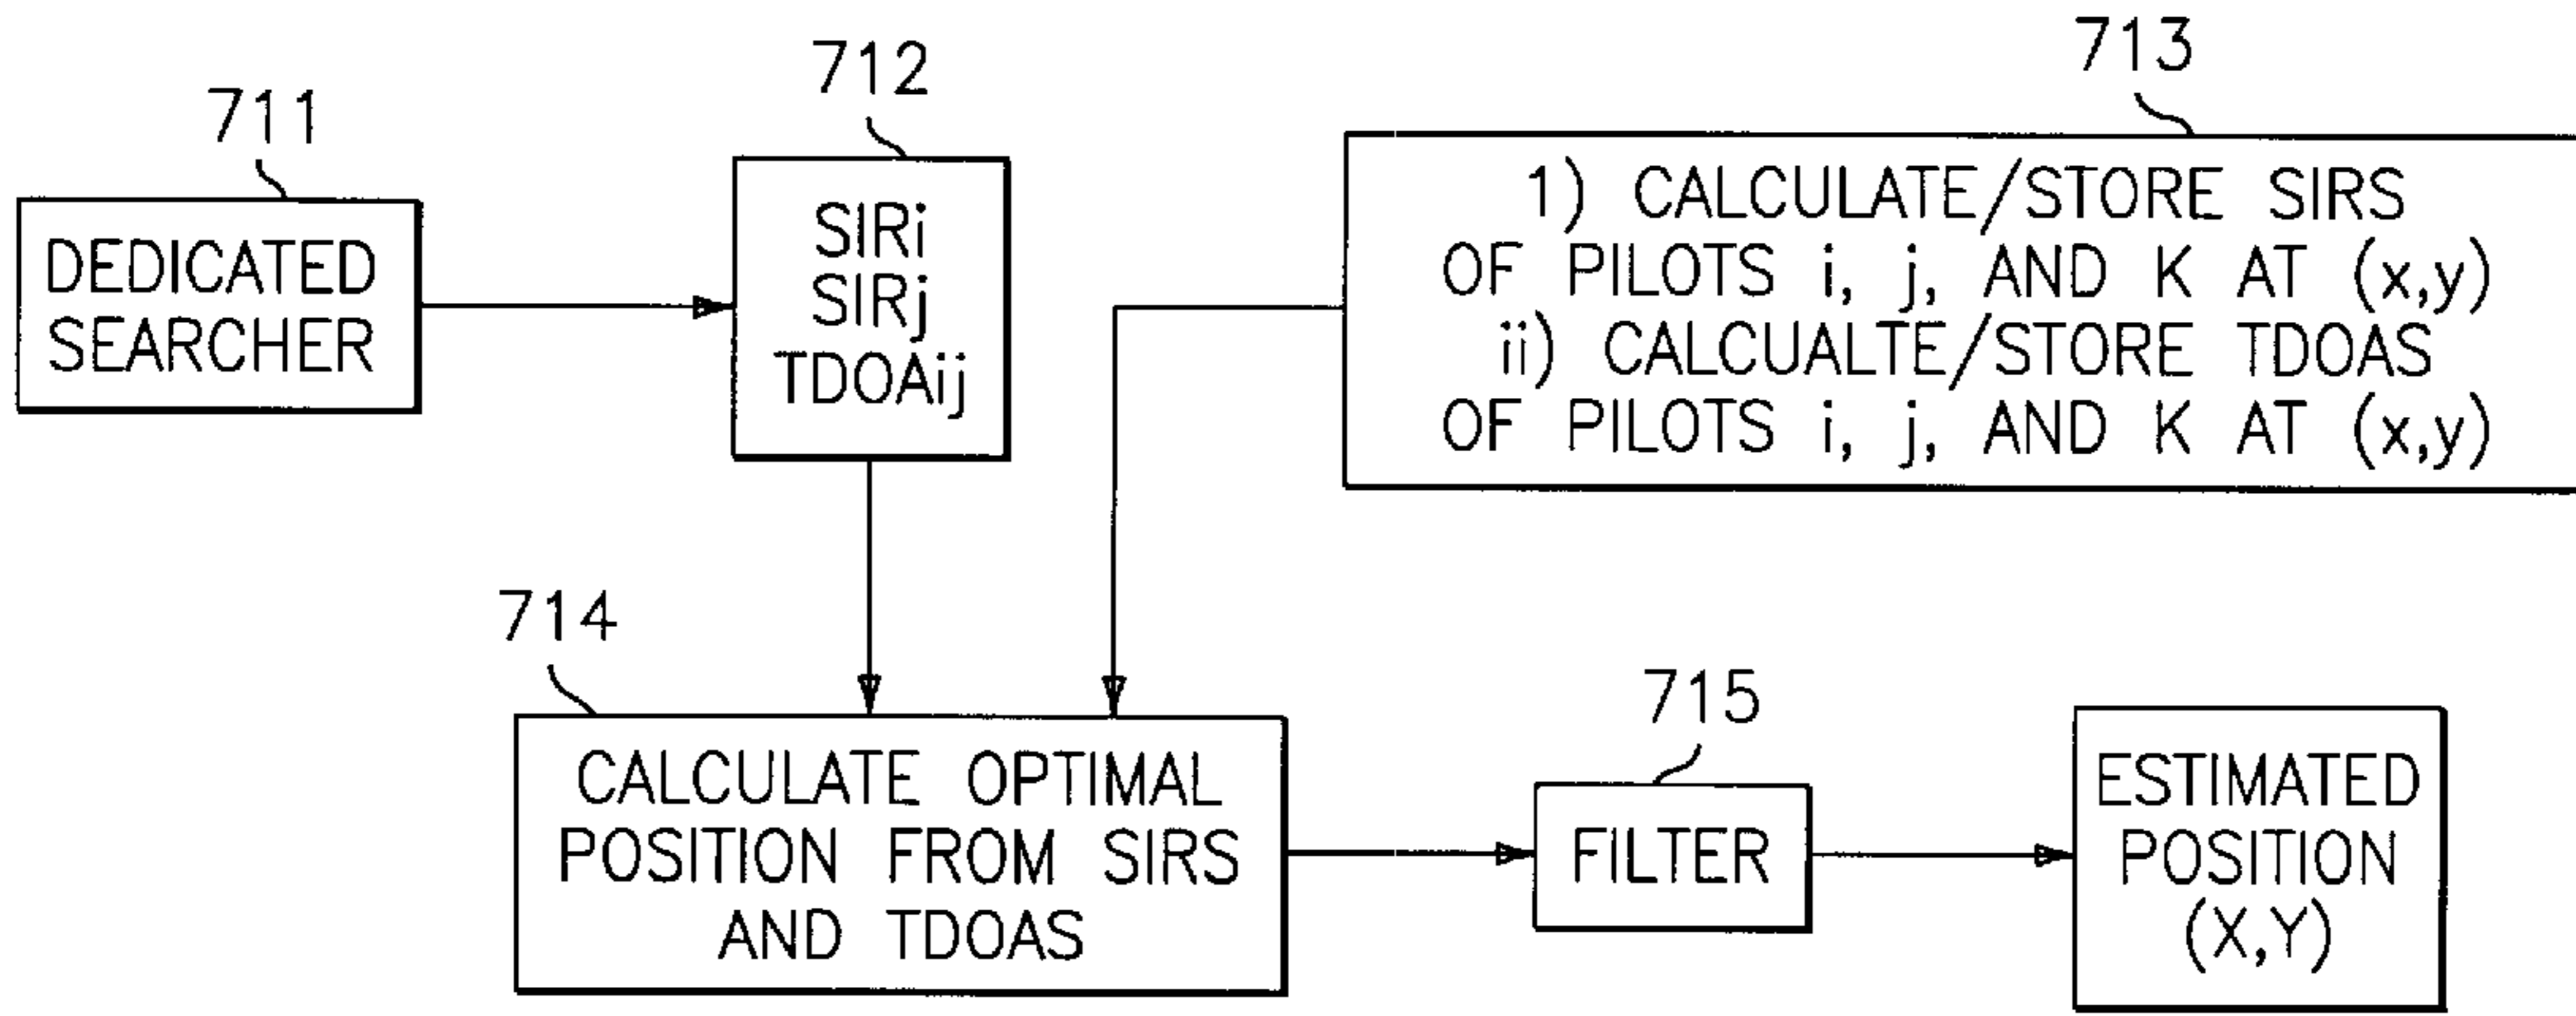 711
DEDICATED
SEARCHER
712
SIRi
SIRj
TDOAij
713
1) CALCULATE/STORE SIRS
OF PILOTS i, j, AND K AT (x,y)
ii) CALCUALTE/STORE TDOAS
OF PILOTS i, j, AND K AT (x,y)
714
CALCULATE OPTIMAL
POSITION FROM SIRS
AND TDOAS
715
FILTER
ESTIMATED
POSITION
(X,Y)